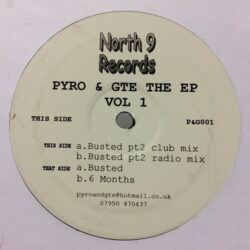 North 9
Records
PYRO & GTE THE EP
VOL 1
THIS SIDE P&G001
THIS SIDE a.Busted pt2 club mix
b.Busted pt2 radio mix
THAT SIDE a.Busted
b.6 Months
pyroandgte@hotmail.co.uk
07950 470437